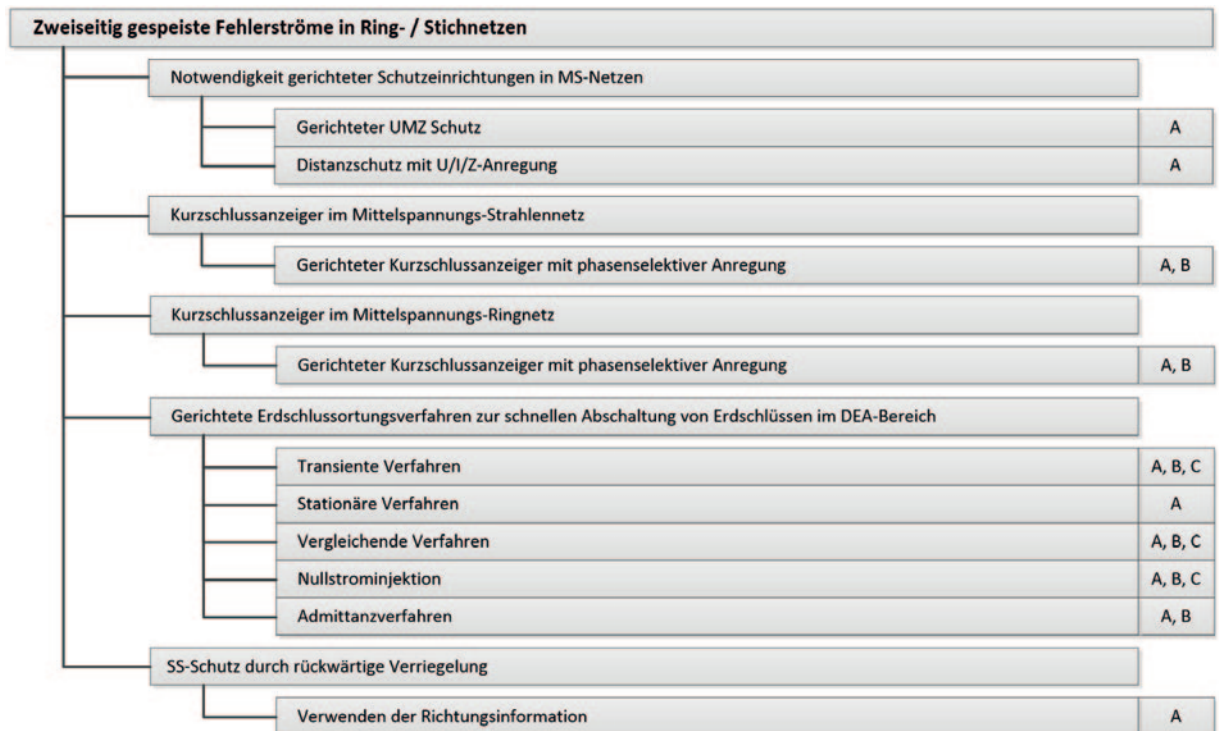 Zweiseitig gespeiste Fehlerströme in Ring- / Stichnetzen
Notwendigkeit gerichteter Schutzeinrichtungen in MS-Netzen
Gerichteter UMZ Schutz A
Distanzschutz mit U/I/Z-Anregung A
Kurzschlussanzeiger im Mittelspannungs-Strahlennetz
Gerichteter Kurzschlussanzeiger mit phasenselektiver Anregung A, B
Kurzschlussanzeiger im Mittelspannungs-Ringnetz
Gerichteter Kurzschlussanzeiger mit phasenselektiver Anregung A, B
Gerichtete Erdschlussortungsverfahren zur schnellen Abschaltung von Erdschlüssen im DEA-Bereich
Transiente Verfahren A, B, C
Stationäre Verfahren A
Vergleichende Verfahren A, B, C
Nullstrominjektion A, B, C
Admittanzverfahren A, B
SS-Schutz durch rückwärtige Verriegelung
Verwenden der Richtungsinformation A